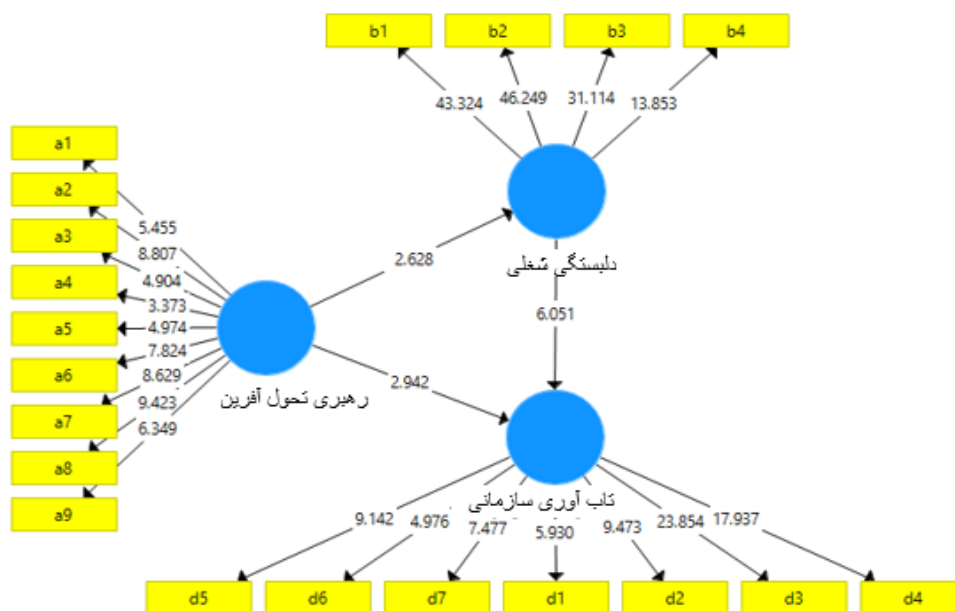 b1 b2 b3 b4
43.324 46.249 31.114 13.853
a1
a2
a3
a4
a5
a6
a7
a8
a9
5.455
8.807
4.904
3.373
4.974
7.824
8.629
9.423
6.349
2.628
دلبستگی شغلی
6.051
رهبری تحول آفرین
2.942
تاب آوری سازمانی
9.142 4.976 7.477 5.930 9.473 23.854 17.937
d5 d6 d7 d1 d2 d3 d4